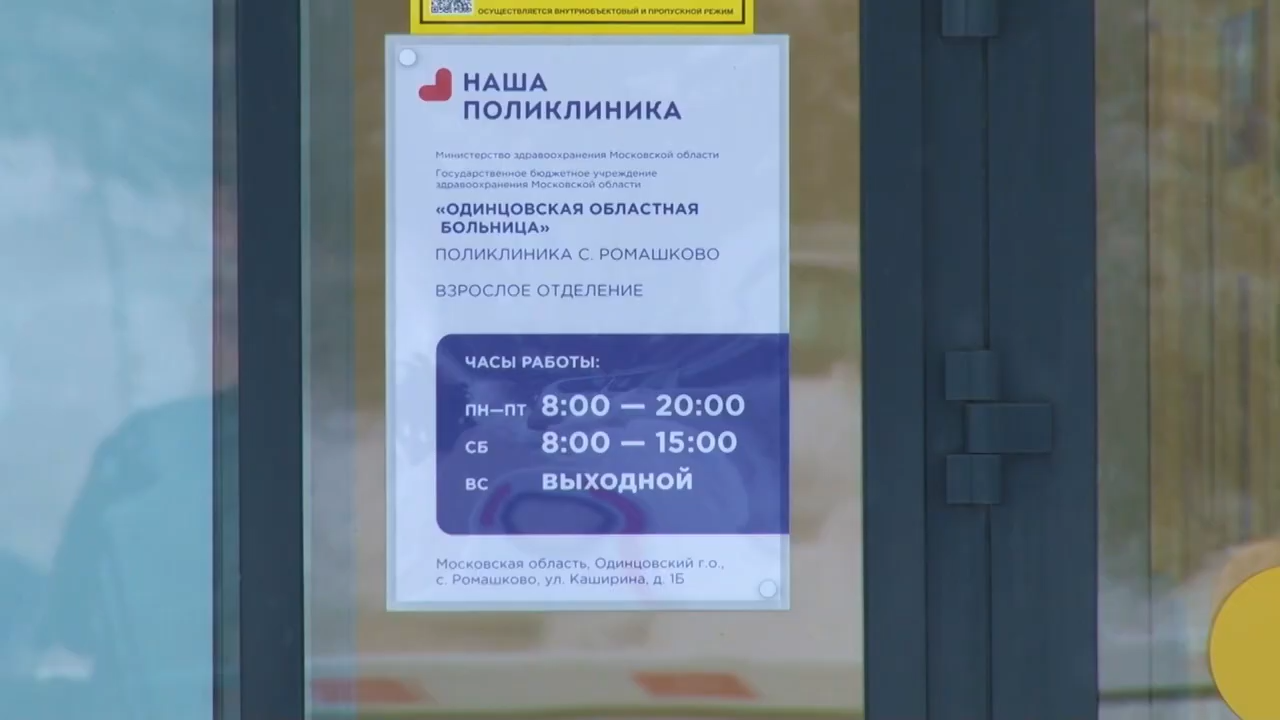 ОСУЩЕСТВЛЯЕТСЯ ВНУТРИОБЪЕКТОВЫЙ И ПРОПУСКНОЙ РЕЖИМ
НАША
ПОЛИКЛИНИКА
Министерство здравоохранения Московской области
Государственное бюджетное учреждение
здравоохранения Московской области
«ОДИНЦОВСКАЯ ОБЛАСТНАЯ
БОЛЬНИЦА»
ПОЛИКЛИНИКА С. РОМАШКОВО
ВЗРОСЛОЕ ОТДЕЛЕНИЕ
ЧАСЫ РАБОТЫ:
ПН—ПТ 8:00 — 20:00
СБ 8:00 — 15:00
ВС ВЫХОДНОЙ
Московская область, Одинцовский г.о.,
с. Ромашково, ул. Каширина, д. 1Б